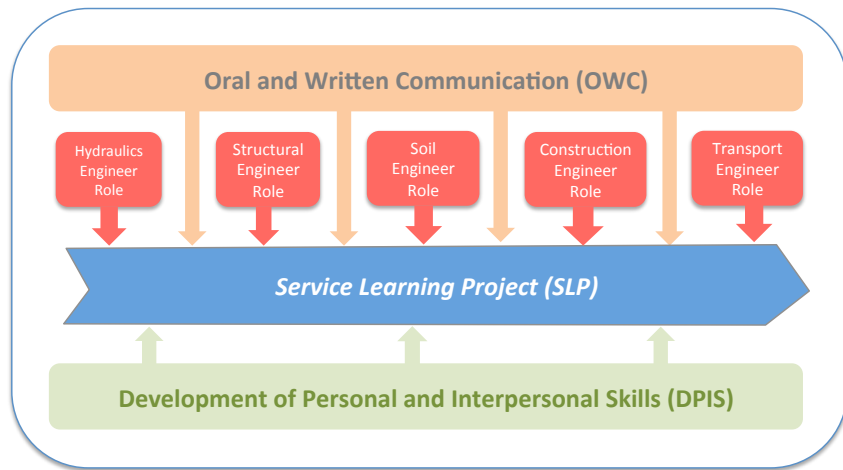 Oral and Written Communication (OWC)
Hydraulics
Engineer
Role
Structural
Engineer
Role
Soil
Engineer
Role
Construction
Engineer
Role
Transport
Engineer
Role
Service Learning Project (SLP)
Development of Personal and Interpersonal Skills (DPIS)